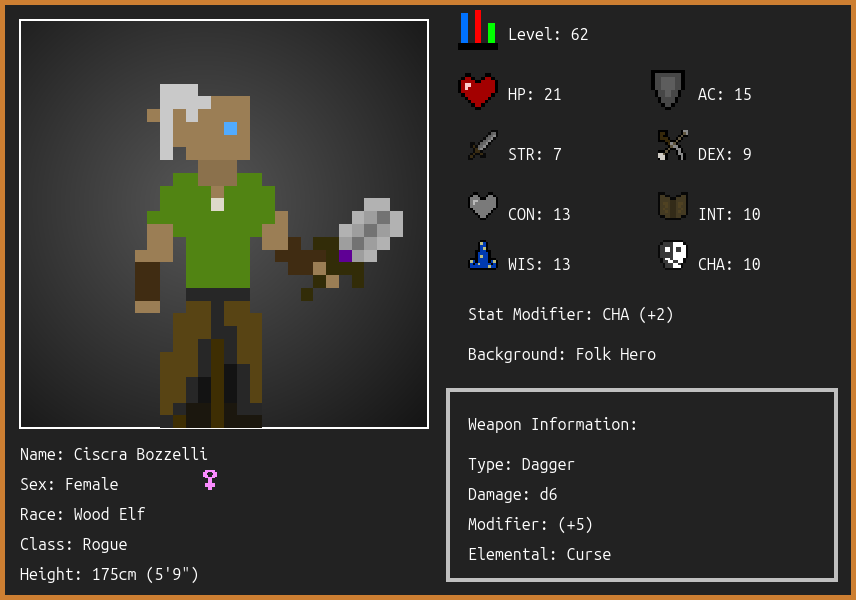 Level: 62
HP: 21
AC: 15
STR: 7
DEX: 9
CON: 13
INT: 10
WIS: 13
CHA: 10
Stat Modifier: CHA (+2)
Background: Folk Hero
Weapon Information:
Type: Dagger
Damage: d6
Modifier: (+5)
Elemental: Curse
Name: Ciscra Bozzelli
Sex: Female
Race: Wood Elf
Class: Rogue
Height: 175cm (5'9")